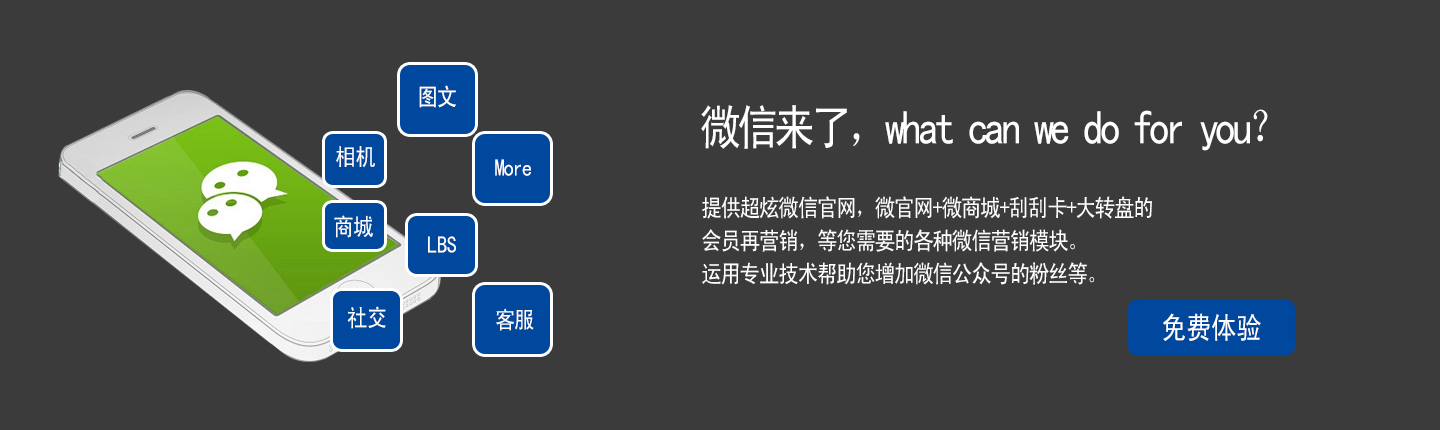 图文
相机
More
商城
LBS
社交
客服
微信来了，what can we do for you？
提供超炫微信官网，微官网+微商城+刮刮卡+大转盘的
会员再营销，等您需要的各种微信营销模块。
运用专业技术帮助您增加微信公众号的粉丝等。
免费体验